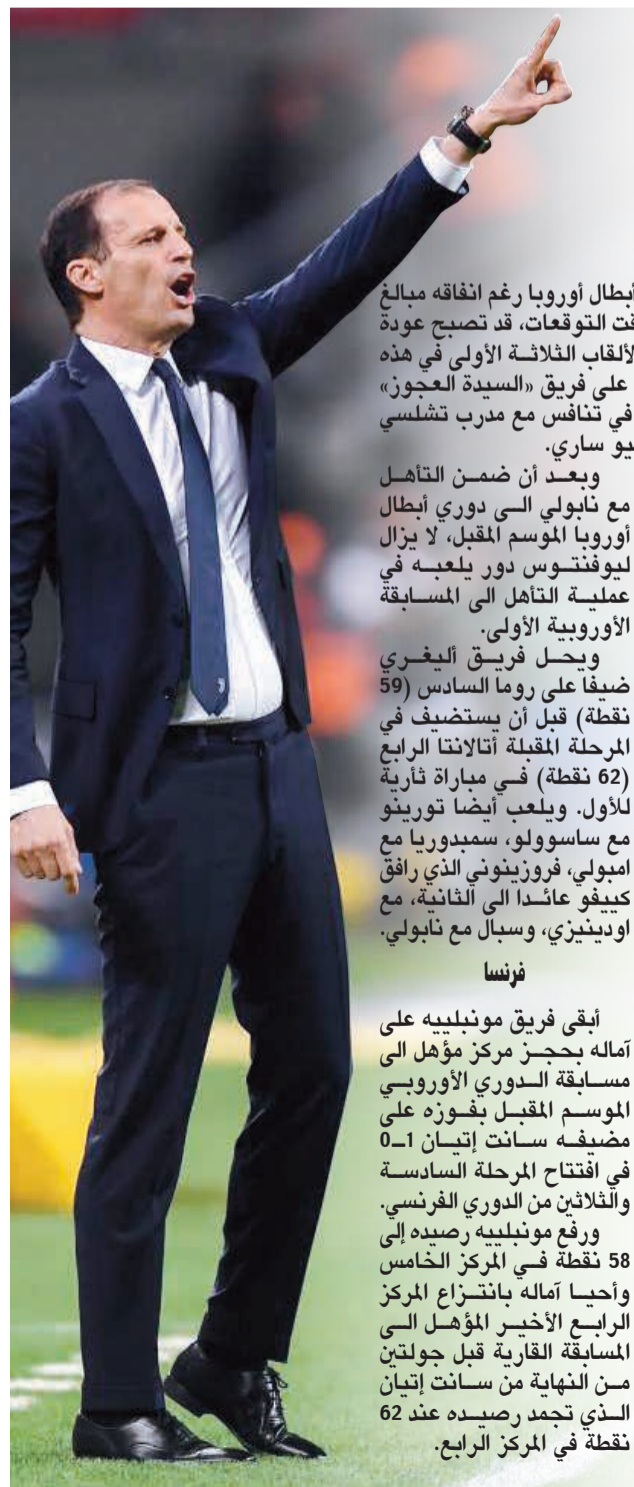 أبطال أوروبا رغم انفاقه مبالغ
قت التوقعات، قد تصبح عودة
لألقاب الثلاثة الأولى في هذه
على فريق «السيدة العجوز»
في تنافس مع مدرب تشلسي
يو ساري.
وبعد أن ضمن التأهل
مع نابولي الى دوري أبطال
أوروبا الموسم المقبل، لا يزال
ليوفنتوس دور يلعبه في
عملية التأهل الى المسابقة
الأوروبية الأولى.
ويحل فريق أليغري
ضيفا على روما السادس (59
نقطة) قبل أن يستضيف في
المرحلة المقبلة أتالانتا الرابع
(62 نقطة) في مباراة ثأرية
للأول. ويلعب أيضا تورينو
مع ساسوولو، سمبدوريا مع
امبولي، فروزينوني الذي رافق
كييفو عائدا الى الثانية، مع
اودينيزي، وسبال مع نابولي.
فرنسا
أبقى فريق مونبلييه على
آماله بحجز مركز مؤهل الى
مسابقة الدوري الأوروبي
الموسم المقبل بفوزه على
مضيفه سانت إتيان 1-0
في افتتاح المرحلة السادسة
والثلاثين من الدوري الفرنسي.
ورفع مونبلييه رصيده إلى
58 نقطة في المركز الخامس
وأحيا آماله بانتزاع المركز
الرابع الأخير المؤهل الى
المسابقة القارية قبل جولتين
من النهاية من سانت إتيان
الذي تجمد رصيده عند 62
نقطة في المركز الرابع.